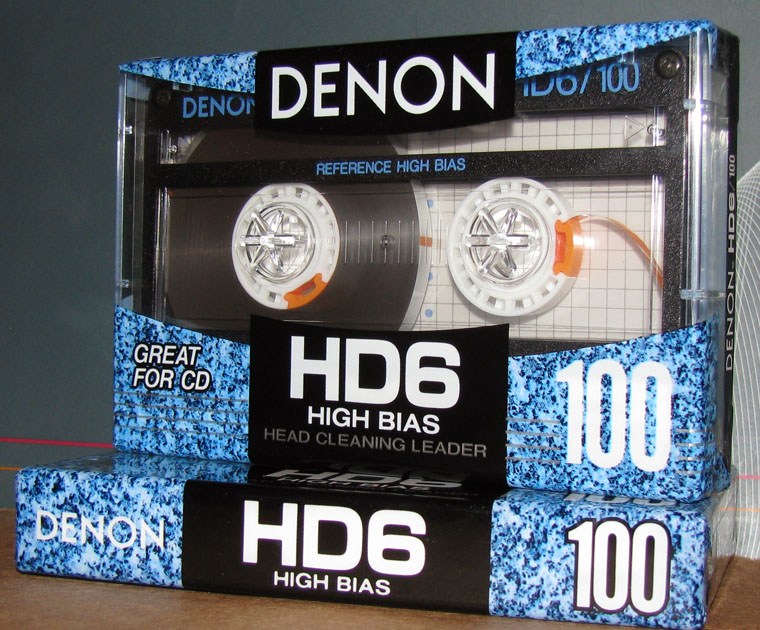 DENON
DENON
HD6/100
REFERENCE HIGH BIAS
GREAT
FOR CD
HD6
HIGH BIAS
HEAD CLEANING LEADER
100
DENON HD6/100
DENON
HD6
HIGH BIAS
100